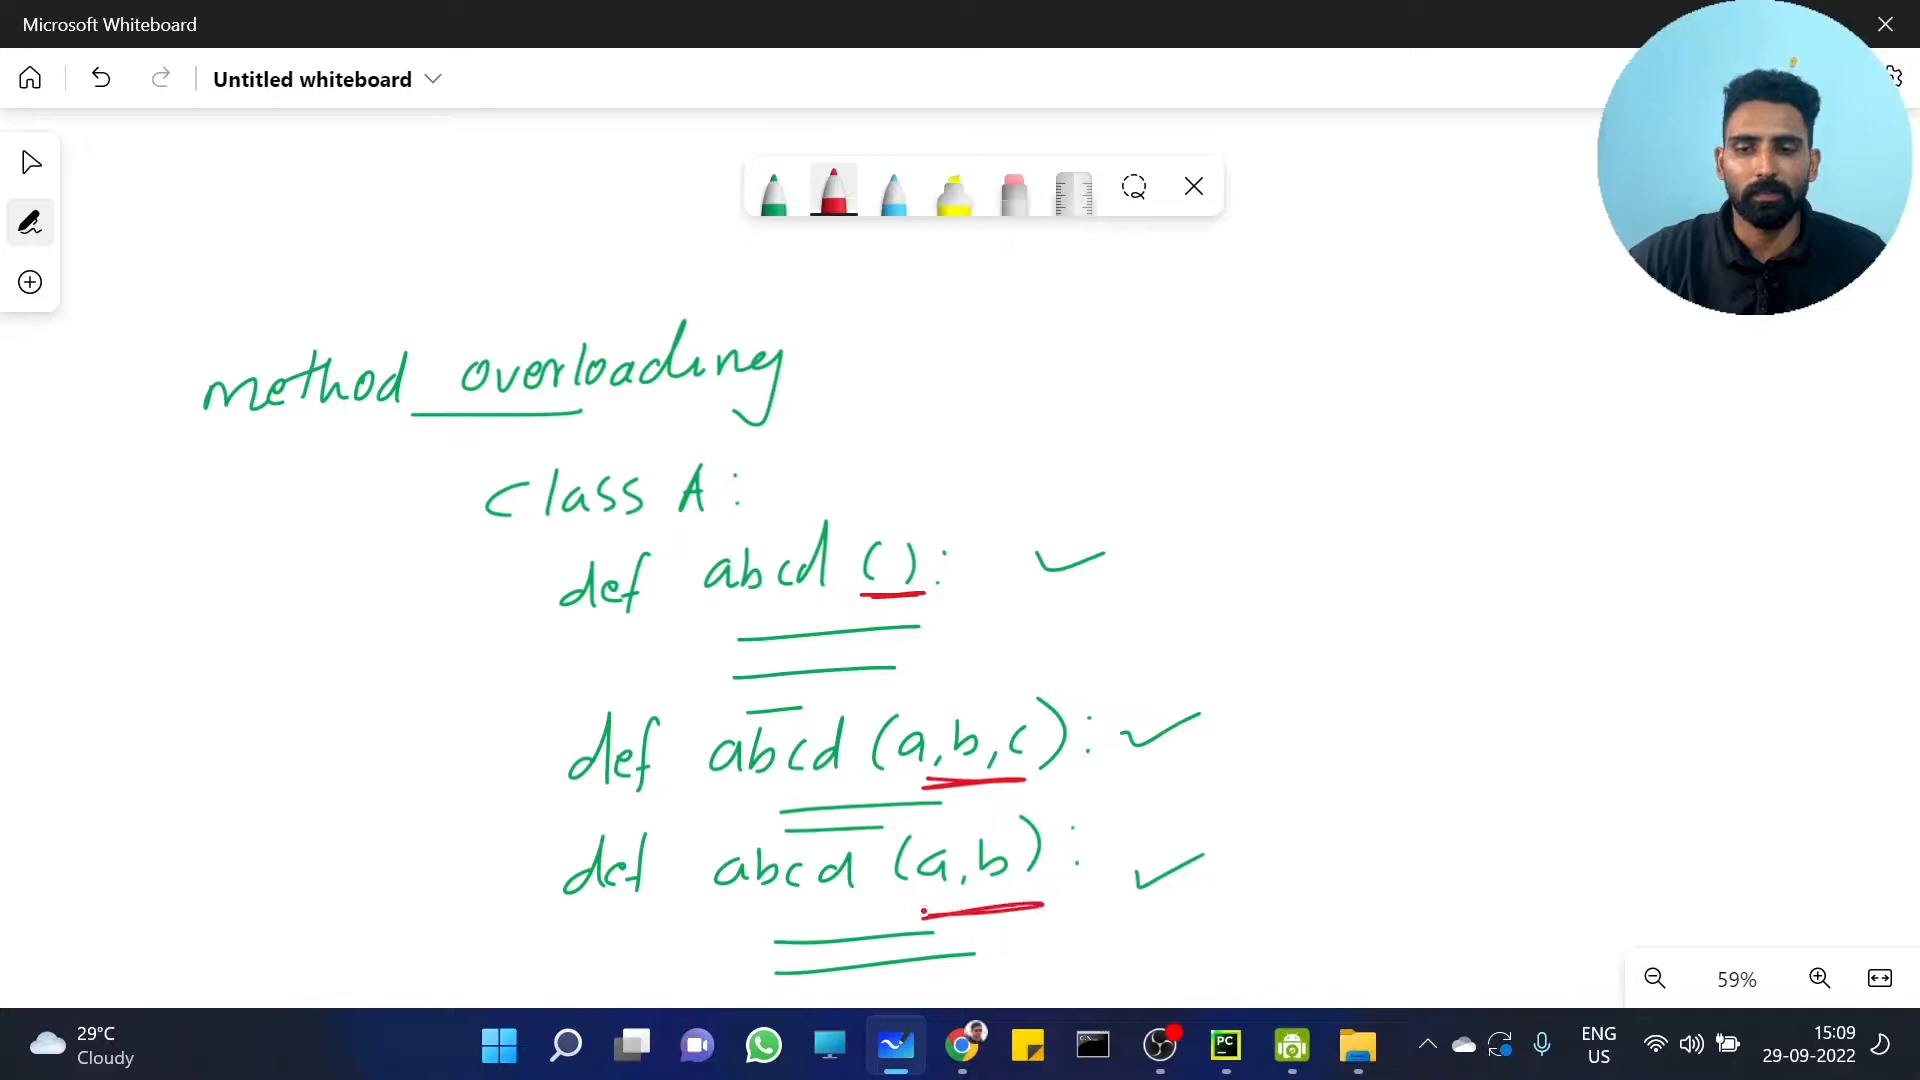 Microsoft Whiteboard
Untitled whiteboard
method overloading
class A:
def abcd ():
def abcd (a,b,c):
def abcd (a,b):
59%
29°C
Cloudy
PC
ENG
US
15:09
29-09-2022